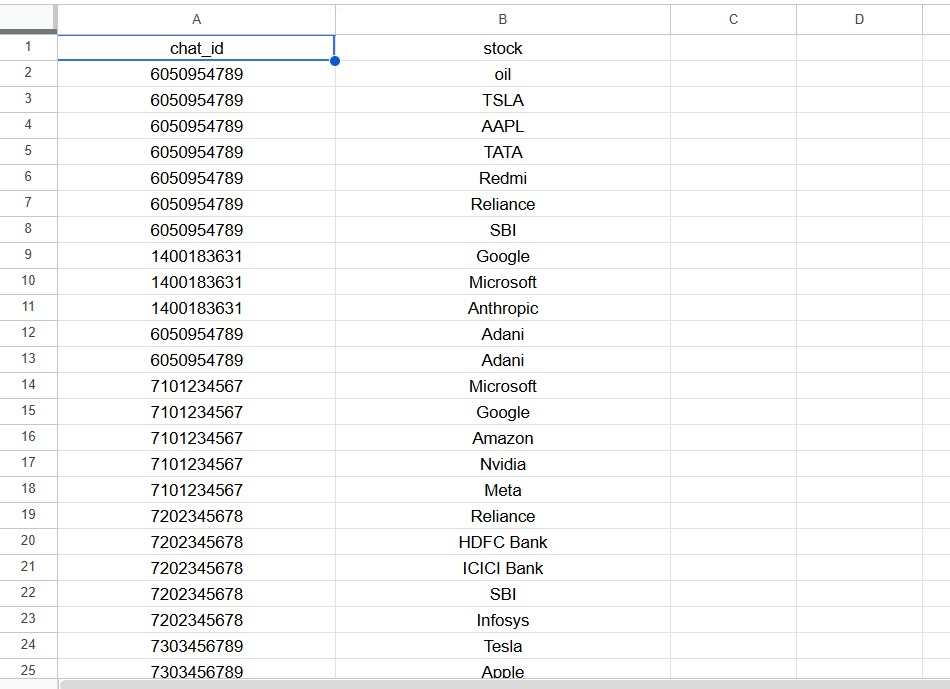 A B C D
1 chat_id stock
2 6050954789 oil
3 6050954789 TSLA
4 6050954789 AAPL
5 6050954789 TATA
6 6050954789 Redmi
7 6050954789 Reliance
8 6050954789 SBI
9 1400183631 Google
10 1400183631 Microsoft
11 1400183631 Anthropic
12 6050954789 Adani
13 6050954789 Adani
14 7101234567 Microsoft
15 7101234567 Google
16 7101234567 Amazon
17 7101234567 Nvidia
18 7101234567 Meta
19 7202345678 Reliance
20 7202345678 HDFC Bank
21 7202345678 ICICI Bank
22 7202345678 SBI
23 7202345678 Infosys
24 7303456789 Tesla
25 7303456789 Apple